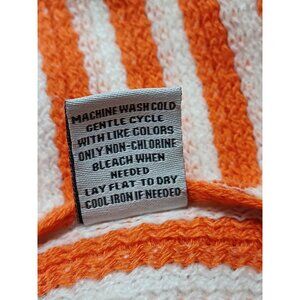 MACHINE WASH COLD
GENTLE CYCLE
WITH LIKE COLORS
ONLY NON-CHLORINE
BLEACH WHEN
NEEDED
LAY FLAT TO DRY
COOL IRON IF NEEDED